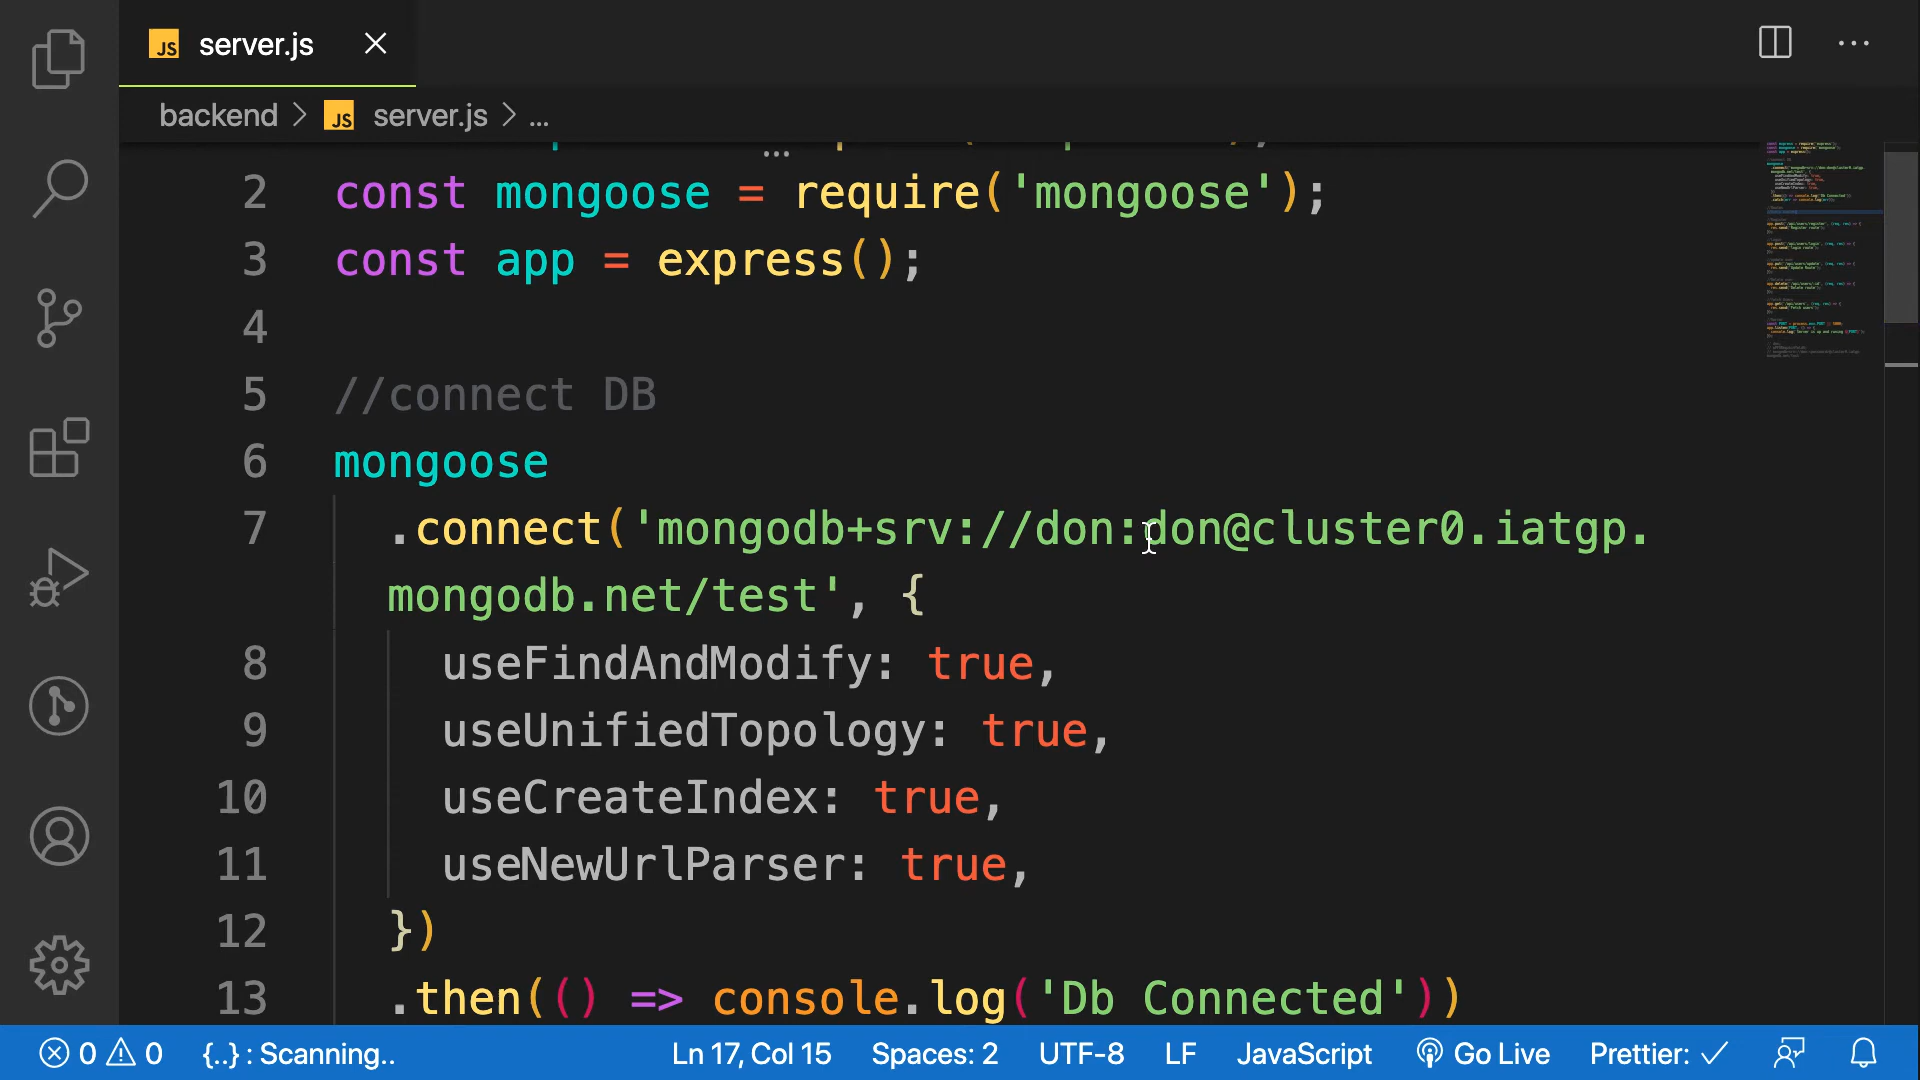 JS server.js
backend > JS server.js > ...
2 const mongoose = require('mongoose');
3 const app = express();
4
5 //connect DB
6 mongoose
7 .connect('mongodb+srv://don:don@cluster0.iatgp.
mongodb.net/test', {
8 useFindAndModify: true,
9 useUnifiedTopology: true,
10 useCreateIndex: true,
11 useNewUrlParser: true,
12 })
13 .then(() => console.log('Db Connected'))
0 0 {..} : Scanning.. Ln 17, Col 15 Spaces: 2 UTF-8 LF JavaScript Go Live Prettier: ✓